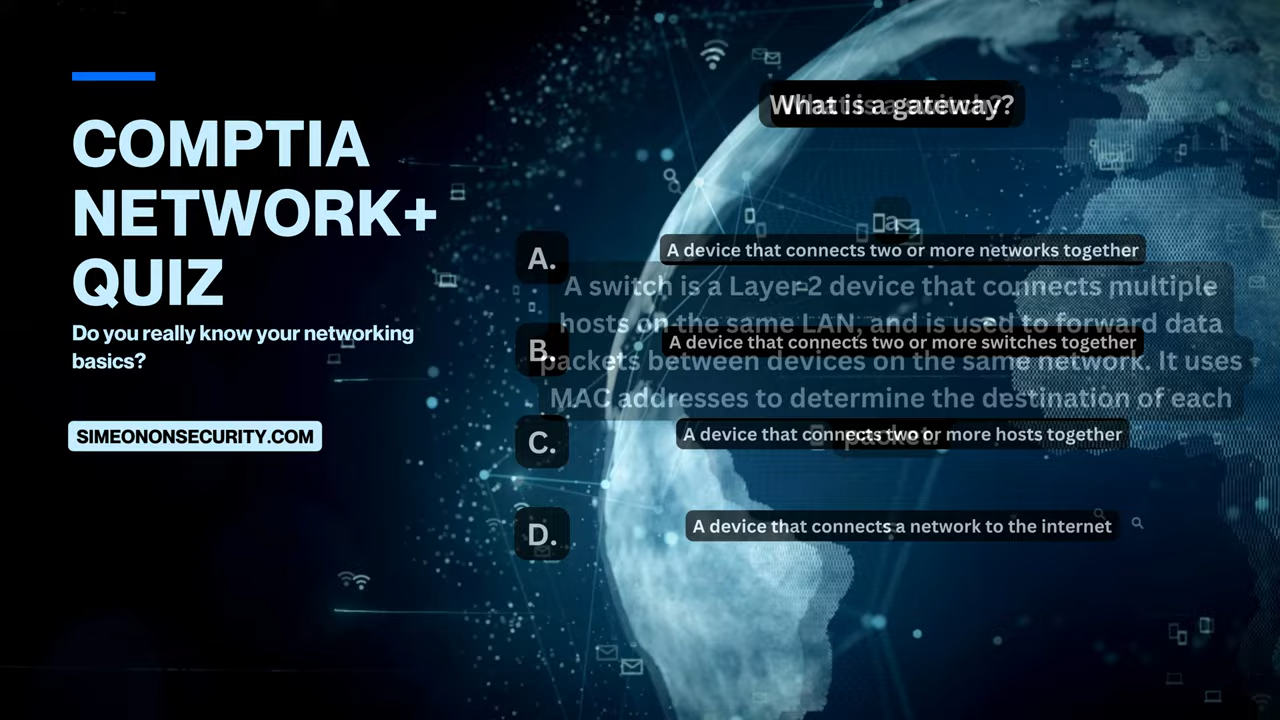 COMPTIA
NETWORK+
QUIZ
Do you really know your networking
basics?
SIMEONONSECURITY.COM
What is a gateway?
a
A. A device that connects two or more networks together
A switch is a Layer-2 device that connects multiple
hosts on the same LAN, and is used to forward data
B. A device that connects two or more switches together
packets between devices on the same network. It uses
MAC addresses to determine the destination of each
C. A device that connects two or more hosts together
packet.
D. A device that connects a network to the internet